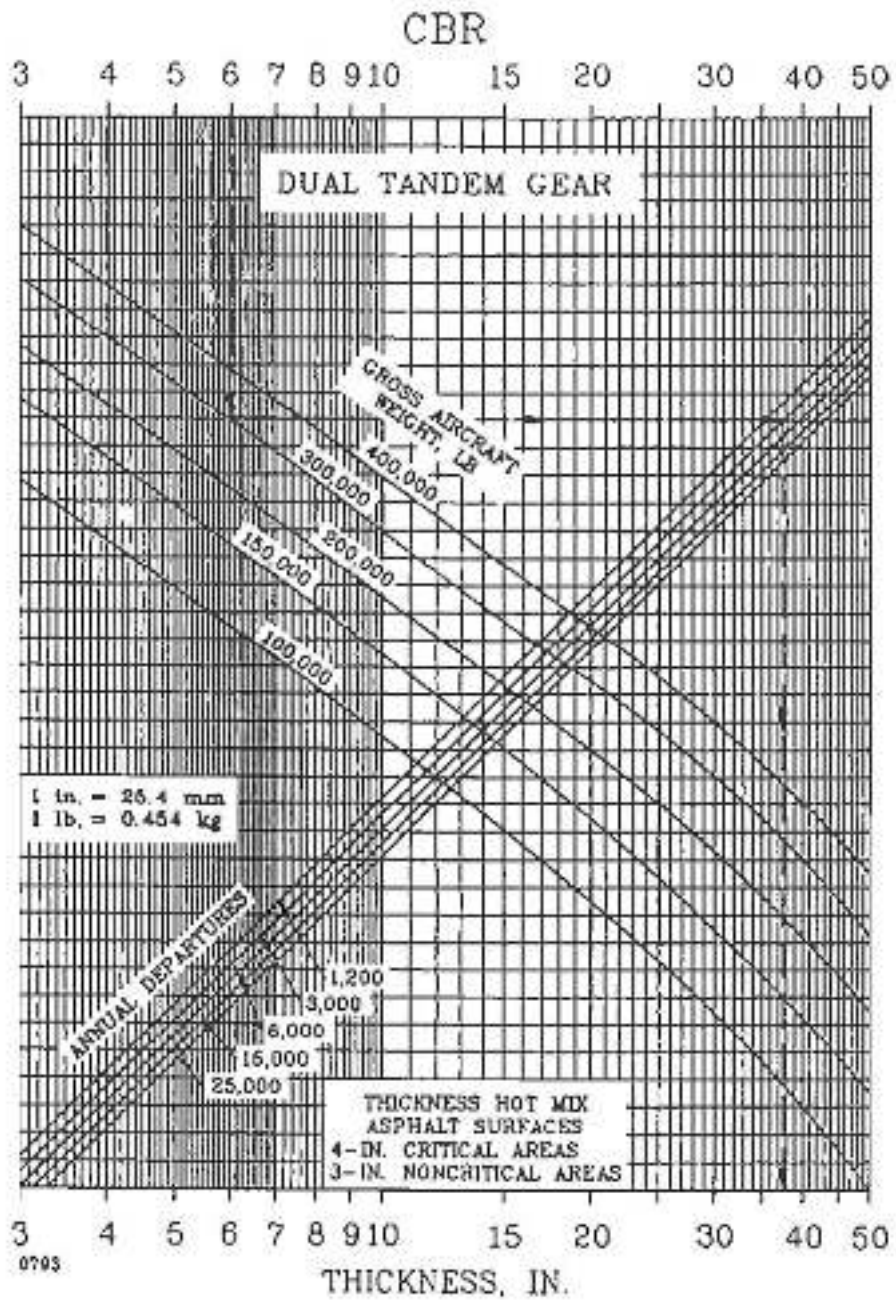 CBR
3 4 5 6 7 8 9 10 15 20 30 40 50
DUAL TANDEM GEAR
GROSS AIRCRAFT
WEIGHT, LB
400,000
300,000
200,000
150,000
100,000
1 in. = 25.4 mm
1 lb. = 0.454 kg
ANNUAL DEPARTURES
1,200
3,000
6,000
15,000
25,000
THICKNESS HOT MIX
ASPHALT SURFACES
4-IN. CRITICAL AREAS
3-IN. NONCRITICAL AREAS
3 4 5 6 7 8 9 10 15 20 30 40 50
0793
THICKNESS, IN.